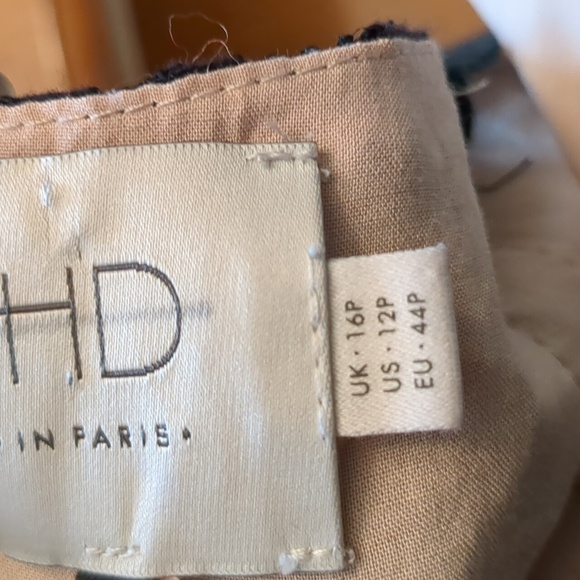 HD
• IN PARIS •
UK • 16P
US • 12P
EU • 44P